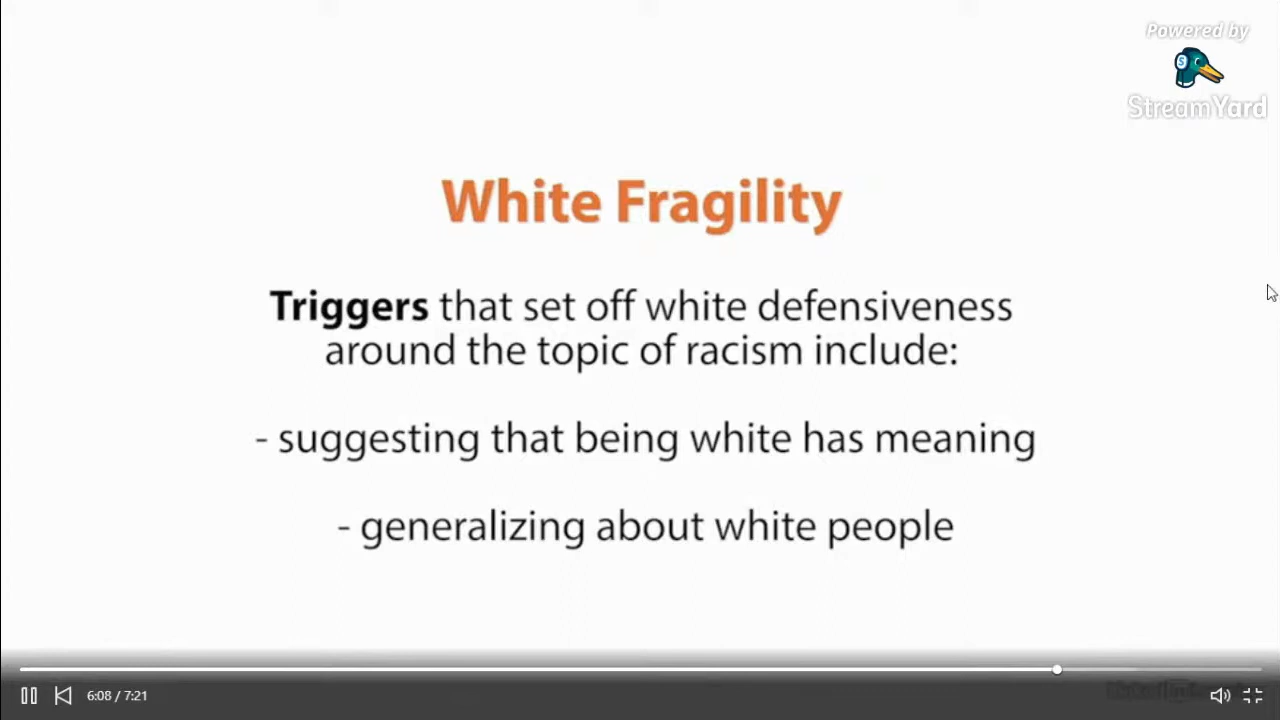 Powered by
StreamYard
White Fragility
Triggers that set off white defensiveness
around the topic of racism include:
- suggesting that being white has meaning
- generalizing about white people
6:08 / 7:21